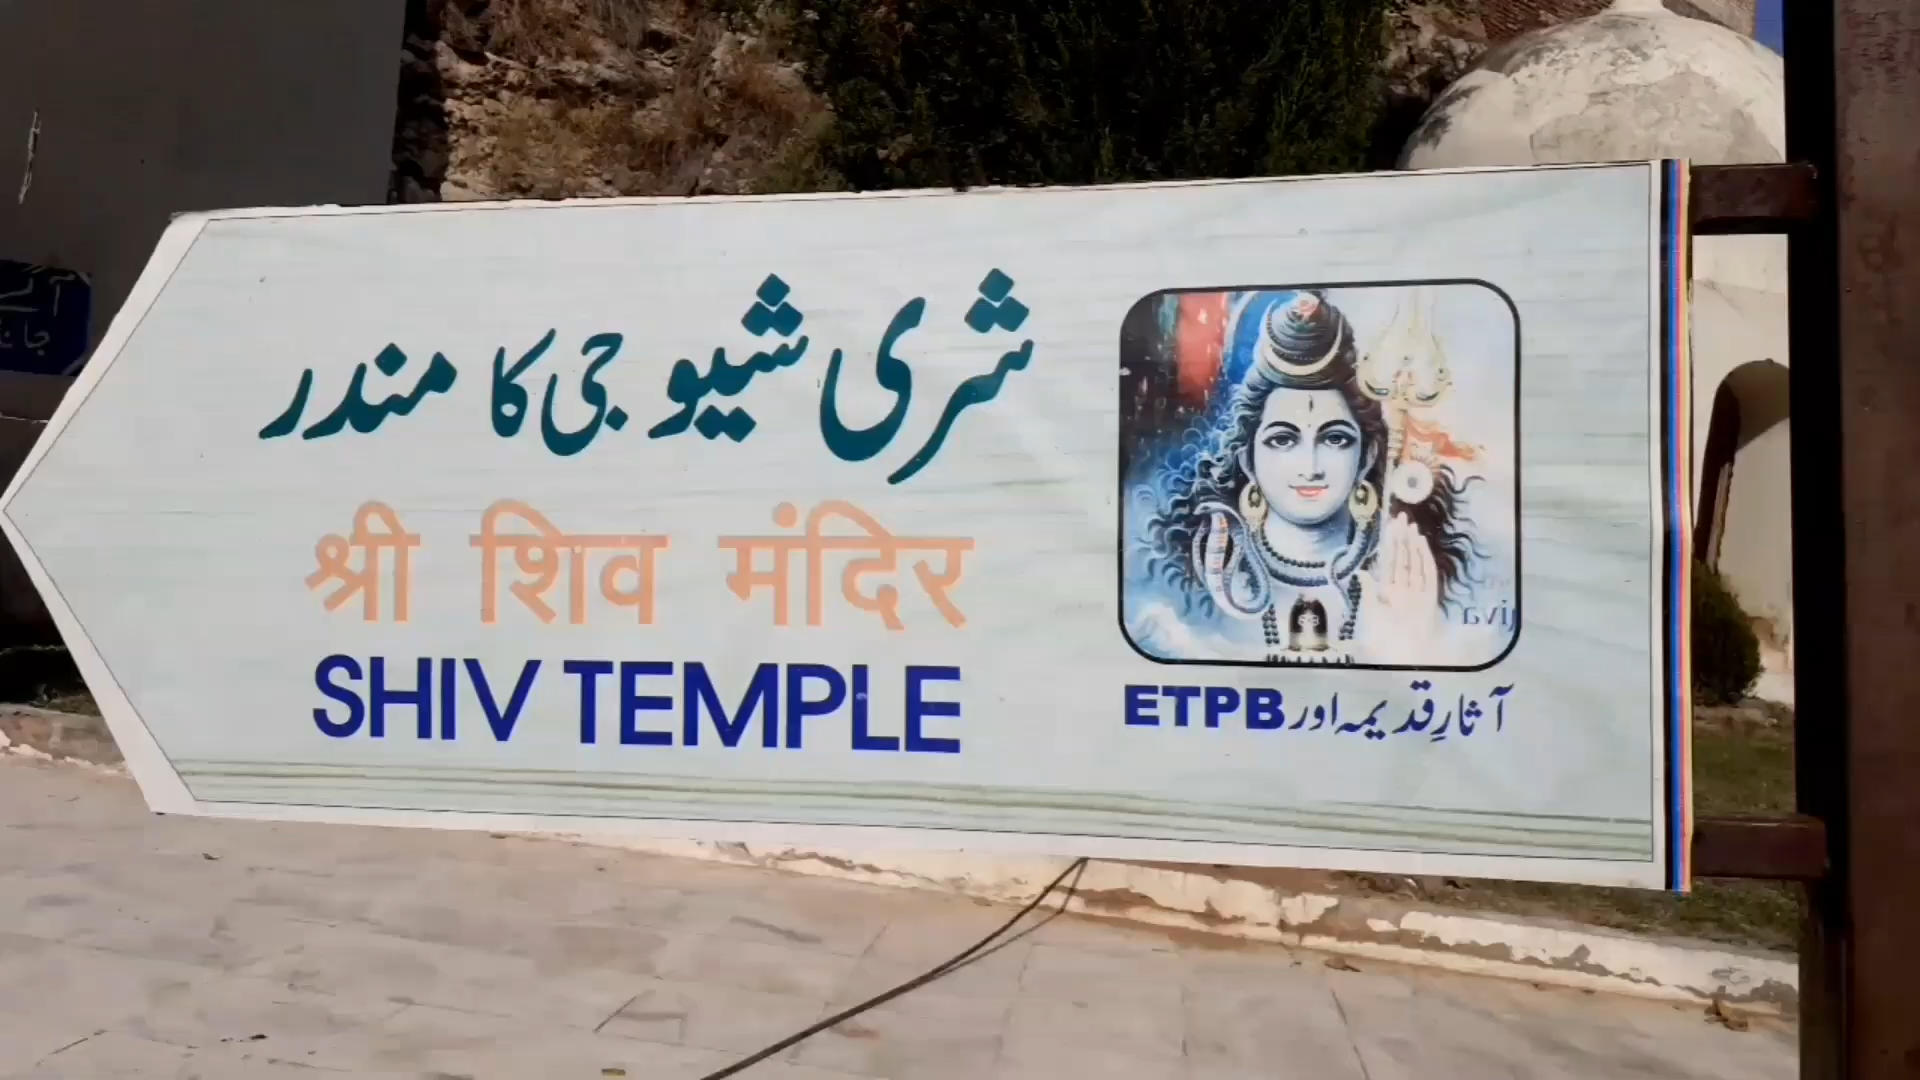 شری شیو جی کا مندر
श्री शिव मंदिर
SHIV TEMPLE
آثارِ قدیمہ اور ETPB